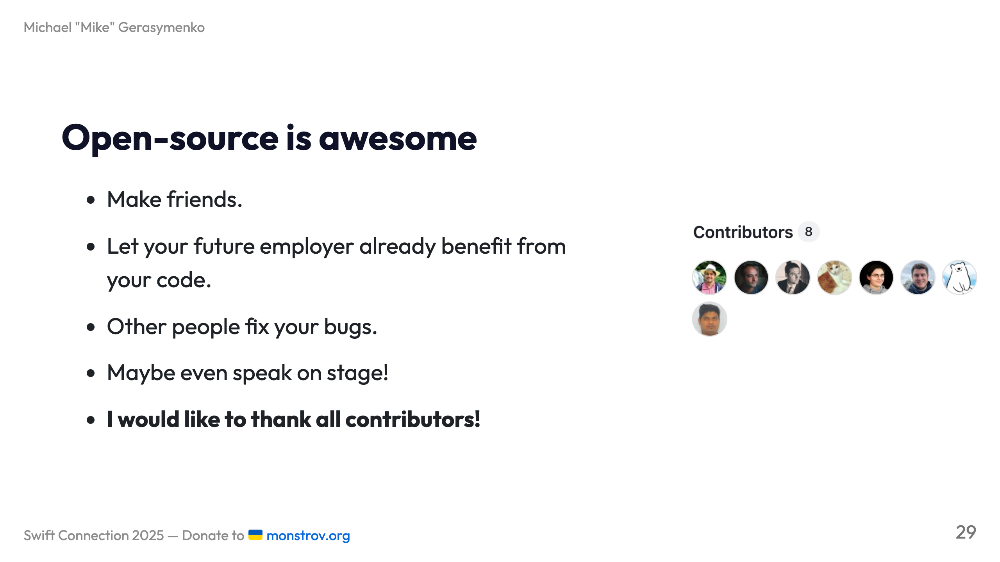 Michael "Mike" Gerasymenko
Open-source is awesome
• Make friends.
• Let your future employer already benefit from
your code.
• Other people fix your bugs.
• Maybe even speak on stage!
• I would like to thank all contributors!
Contributors 8
Swift Connection 2025 — Donate to 🇺🇦 monstrov.org
29